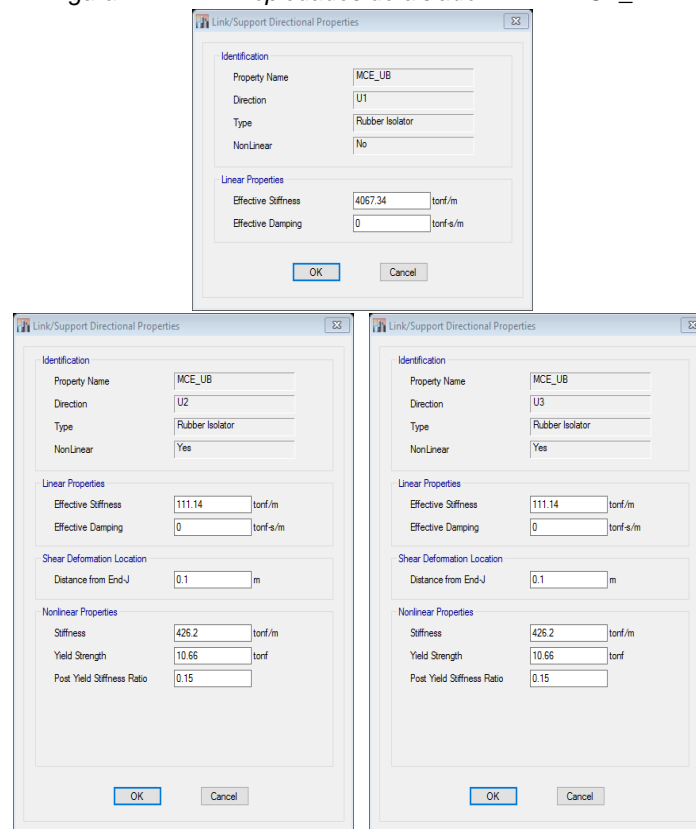 Link/Support Directional Properties
Identification
Property Name MCE_UB
Direction U1
Type Rubber Isolator
NonLinear No
Linear Properties
Effective Stiffness 4067.34 tonf/m
Effective Damping 0 tonf-s/m
OK Cancel
Link/Support Directional Properties
Identification
Property Name MCE_UB
Direction U2
Type Rubber Isolator
NonLinear Yes
Linear Properties
Effective Stiffness 111.14 tonf/m
Effective Damping 0 tonf-s/m
Shear Deformation Location
Distance from End-J 0.1 m
Nonlinear Properties
Stiffness 426.2 tonf/m
Yield Strength 10.66 tonf
Post Yield Stiffness Ratio 0.15
OK Cancel
Link/Support Directional Properties
Identification
Property Name MCE_UB
Direction U3
Type Rubber Isolator
NonLinear Yes
Linear Properties
Effective Stiffness 111.14 tonf/m
Effective Damping 0 tonf-s/m
Shear Deformation Location
Distance from End-J 0.1 m
Nonlinear Properties
Stiffness 426.2 tonf/m
Yield Strength 10.66 tonf
Post Yield Stiffness Ratio 0.15
OK Cancel